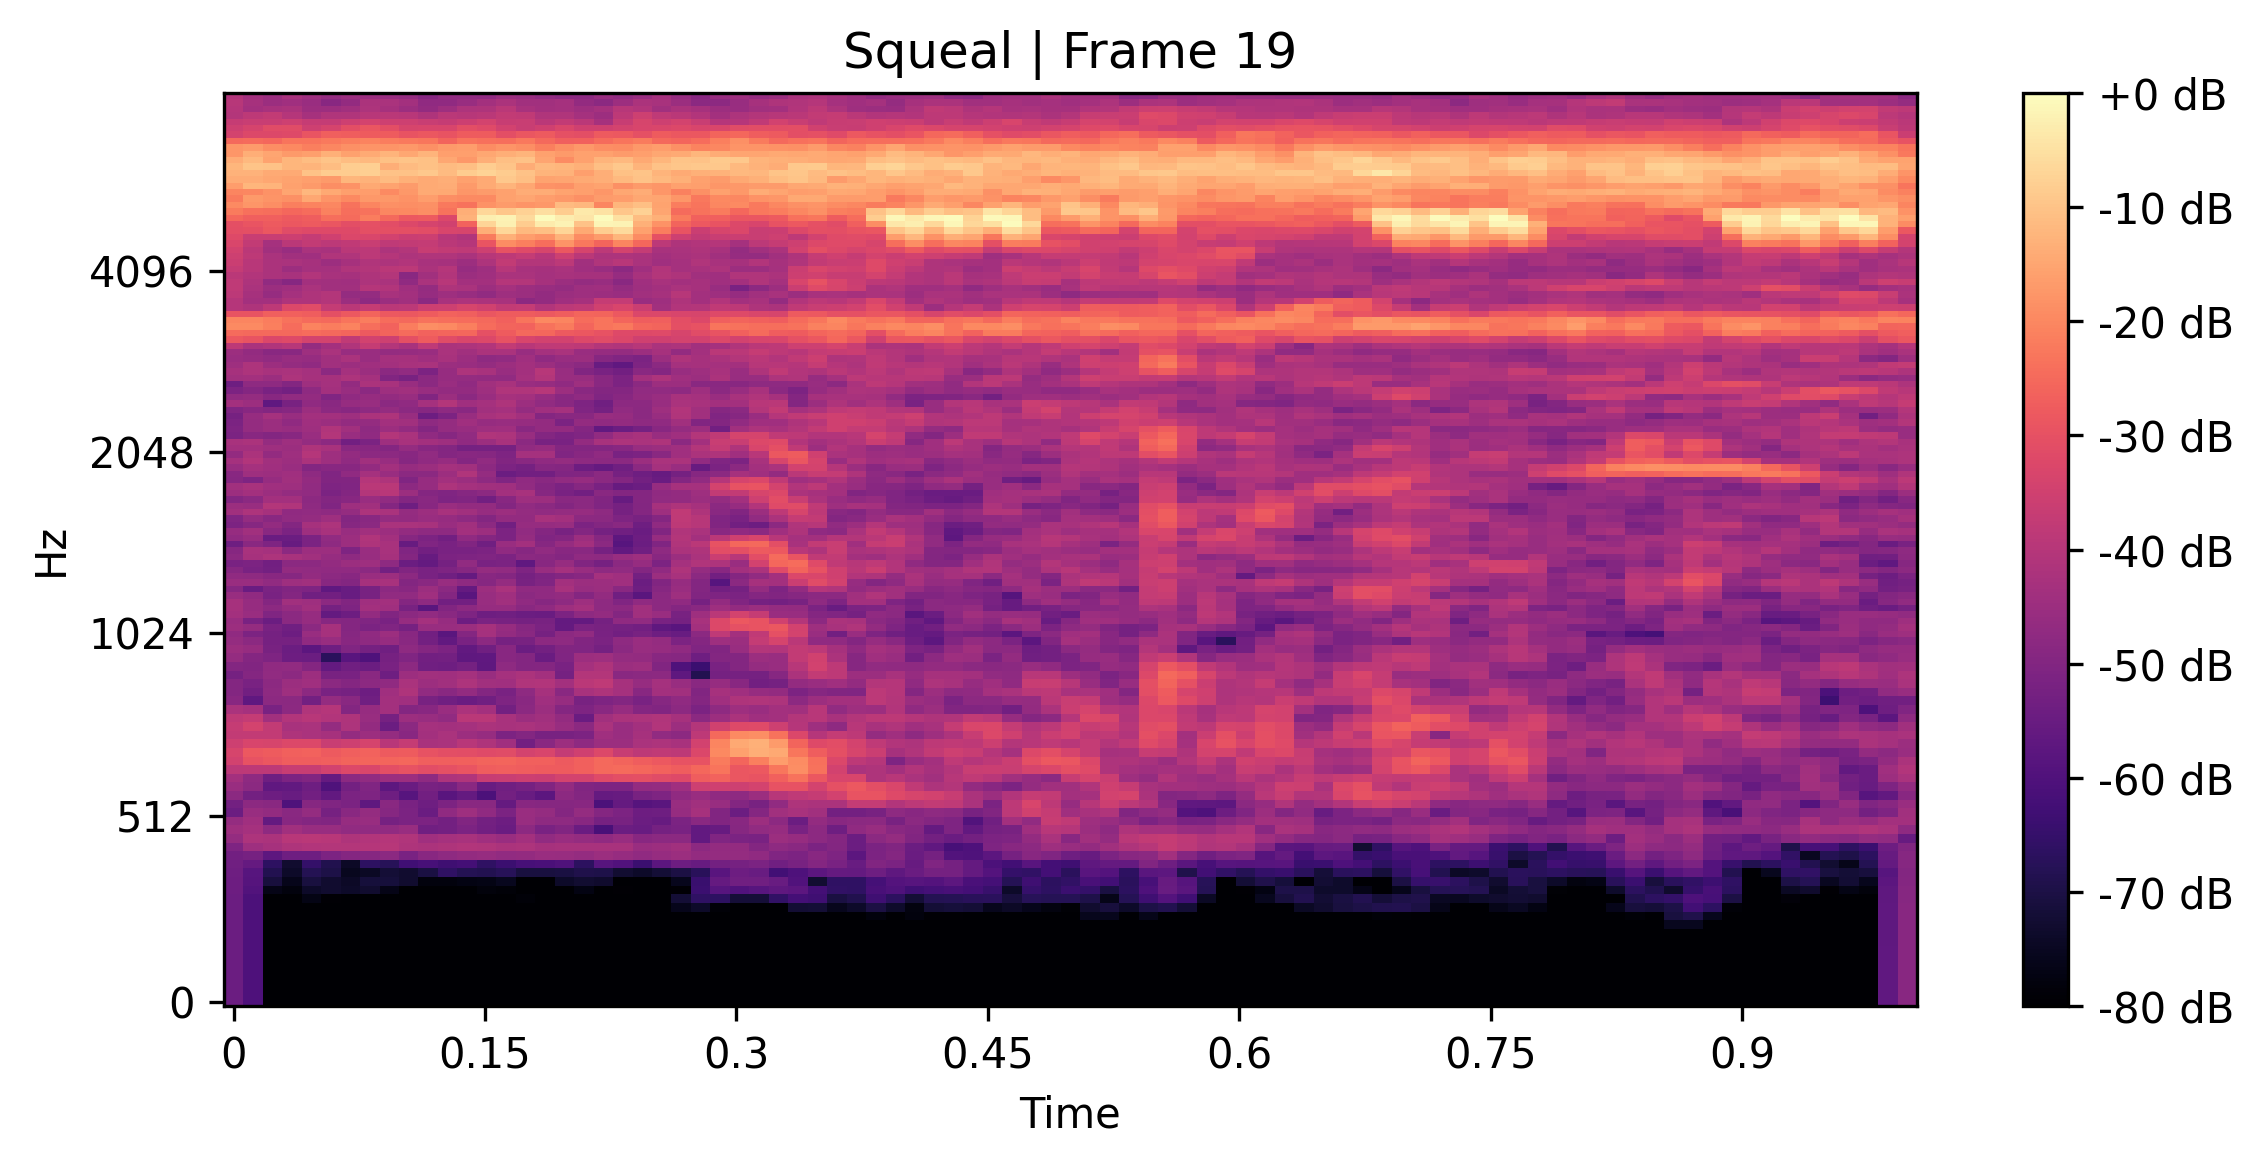 Squeal | Frame 19
+0 dB
-10 dB
-20 dB
-30 dB
-40 dB
-50 dB
-60 dB
-70 dB
-80 dB
Hz
4096
2048
1024
512
0
0 0.15 0.3 0.45 0.6 0.75 0.9
Time